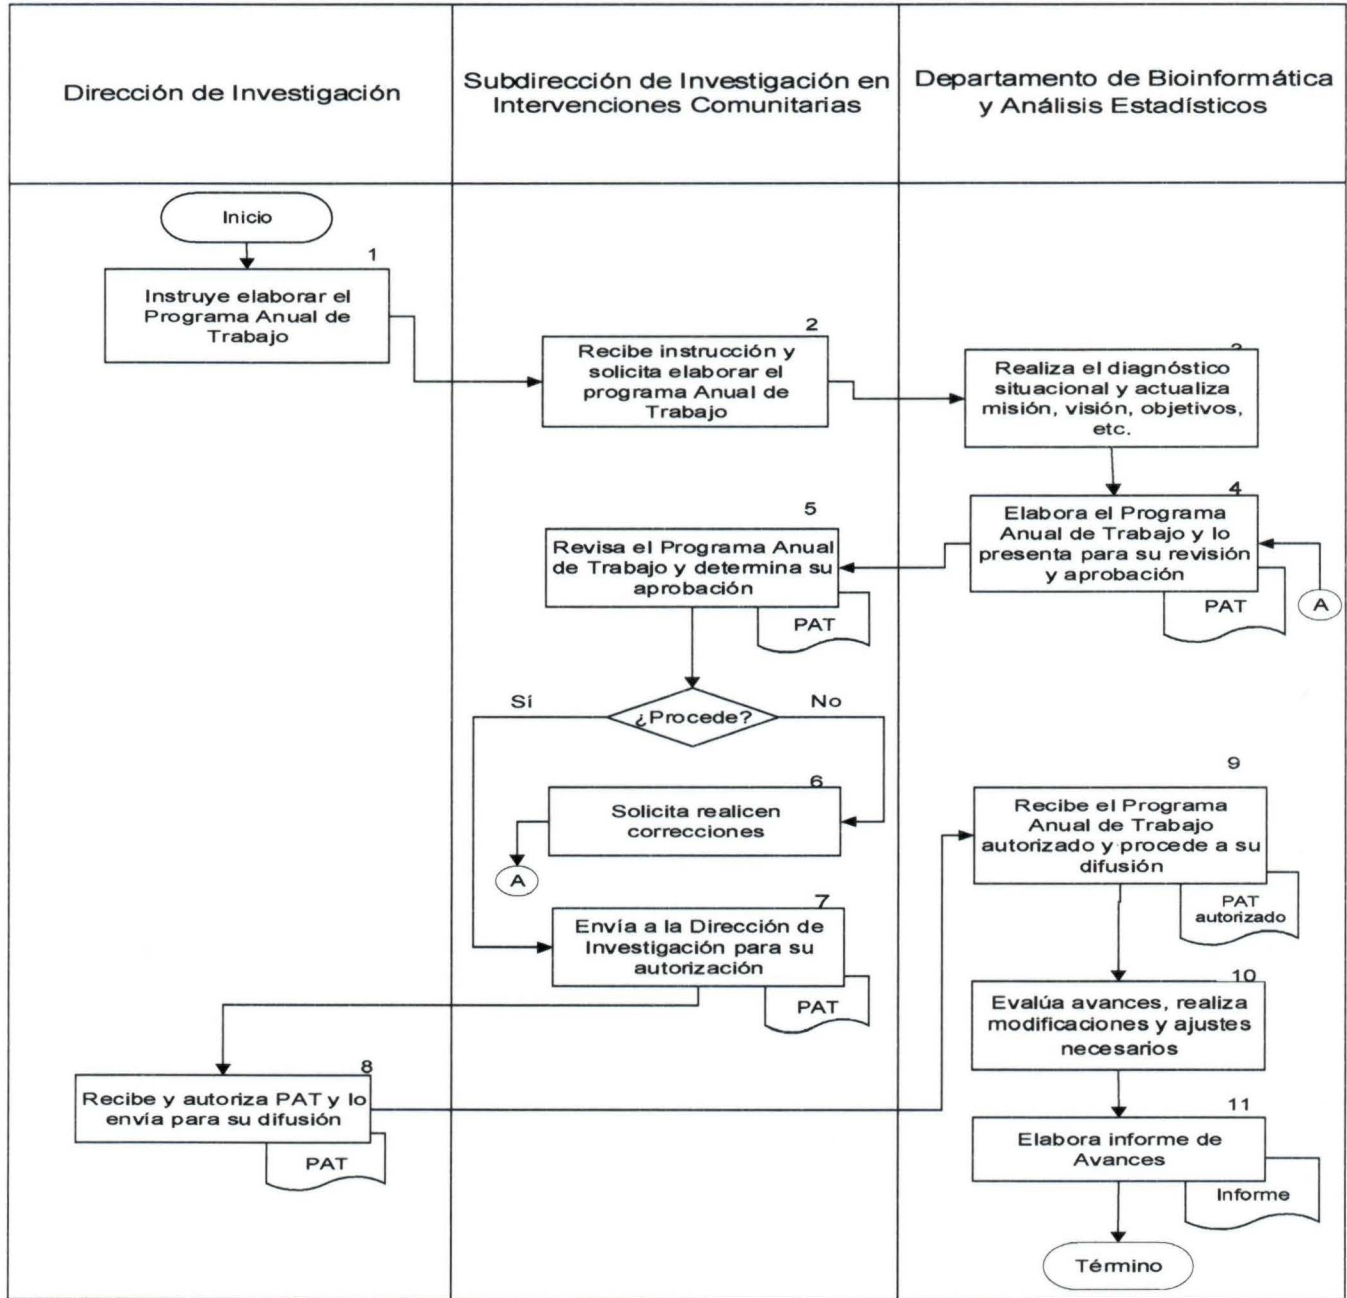 Dirección de Investigación
Subdirección de Investigación en
Intervenciones Comunitarias
Departamento de Bioinformática
y Análisis Estadísticos
Inicio
1
Instruye elaborar el
Programa Anual de
Trabajo
2
Recibe instrucción y
solicita elaborar el
programa Anual de
Trabajo
3
Realiza el diagnóstico
situacional y actualiza
misión, visión, objetivos,
etc.
4
Elabora el Programa
Anual de Trabajo y lo
presenta para su revisión
y aprobación
PAT
A
5
Revisa el Programa Anual
de Trabajo y determina su
aprobación
PAT
¿Procede?
Sí
No
6
Solicita realicen
correcciones
A
7
Envía a la Dirección de
Investigación para su
autorización
PAT
8
Recibe y autoriza PAT y lo
envía para su difusión
PAT
9
Recibe el Programa
Anual de Trabajo
autorizado y procede a su
difusión
PAT
autorizado
10
Evalúa avances, realiza
modificaciones y ajustes
necesarios
11
Elabora informe de
Avances
Informe
Término